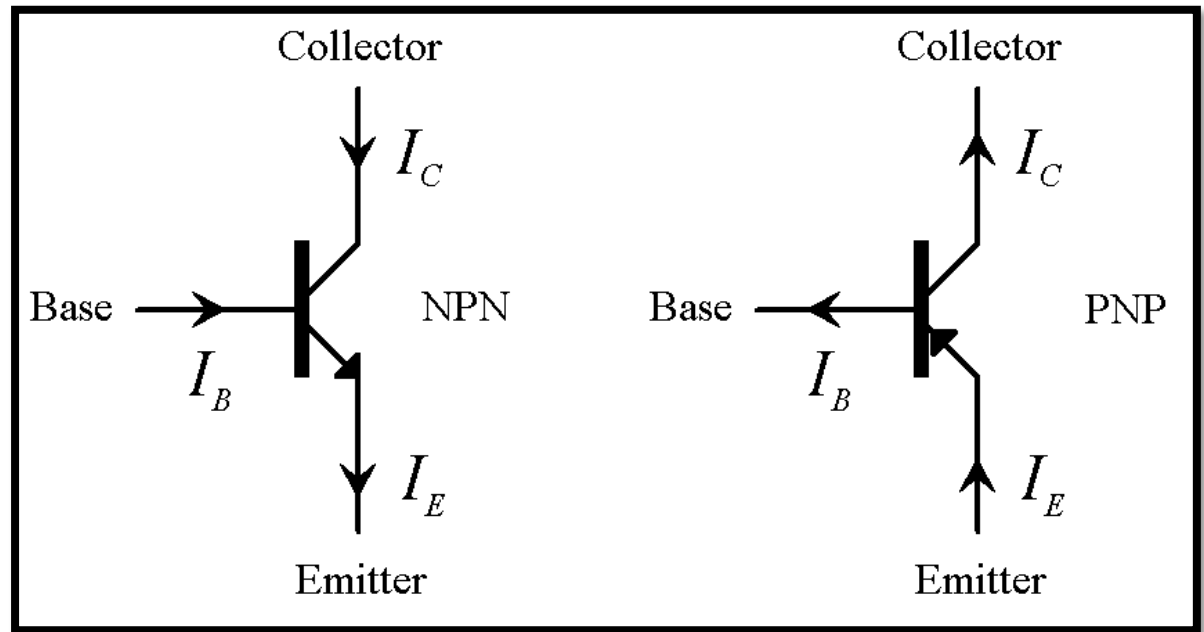 Collector
I_C
Base
NPN
I_B
I_E
Emitter
Collector
I_C
Base
PNP
I_B
I_E
Emitter